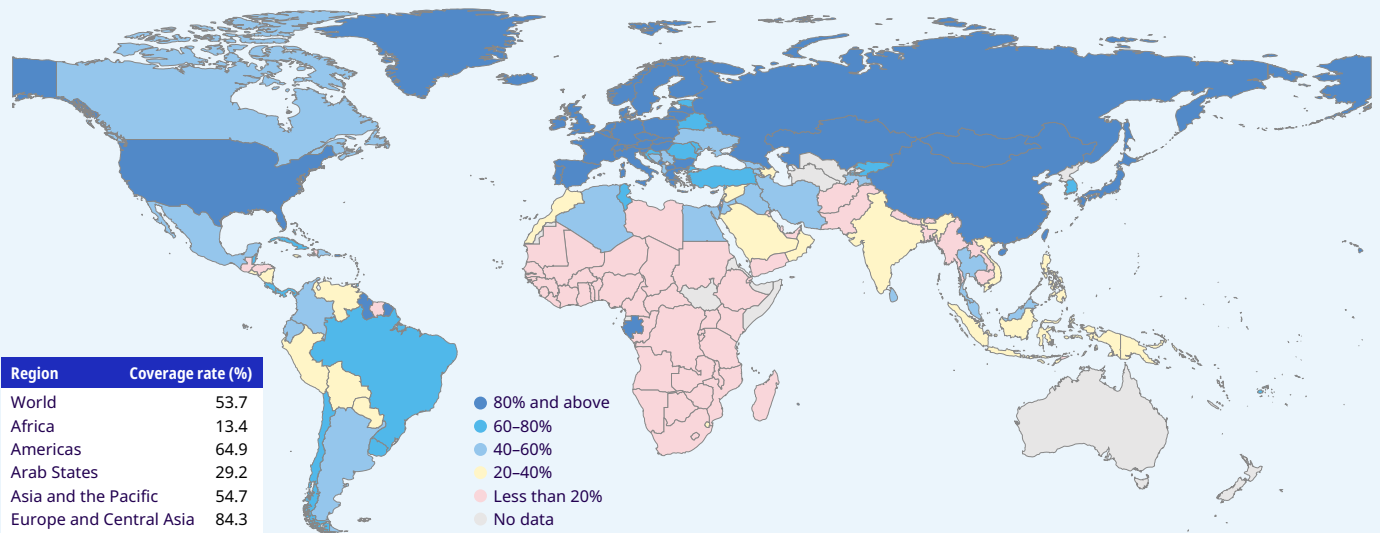 Region Coverage rate (%)
World 53.7
Africa 13.4
Americas 64.9
Arab States 29.2
Asia and the Pacific 54.7
Europe and Central Asia 84.3
80% and above
60–80%
40–60%
20–40%
Less than 20%
No data